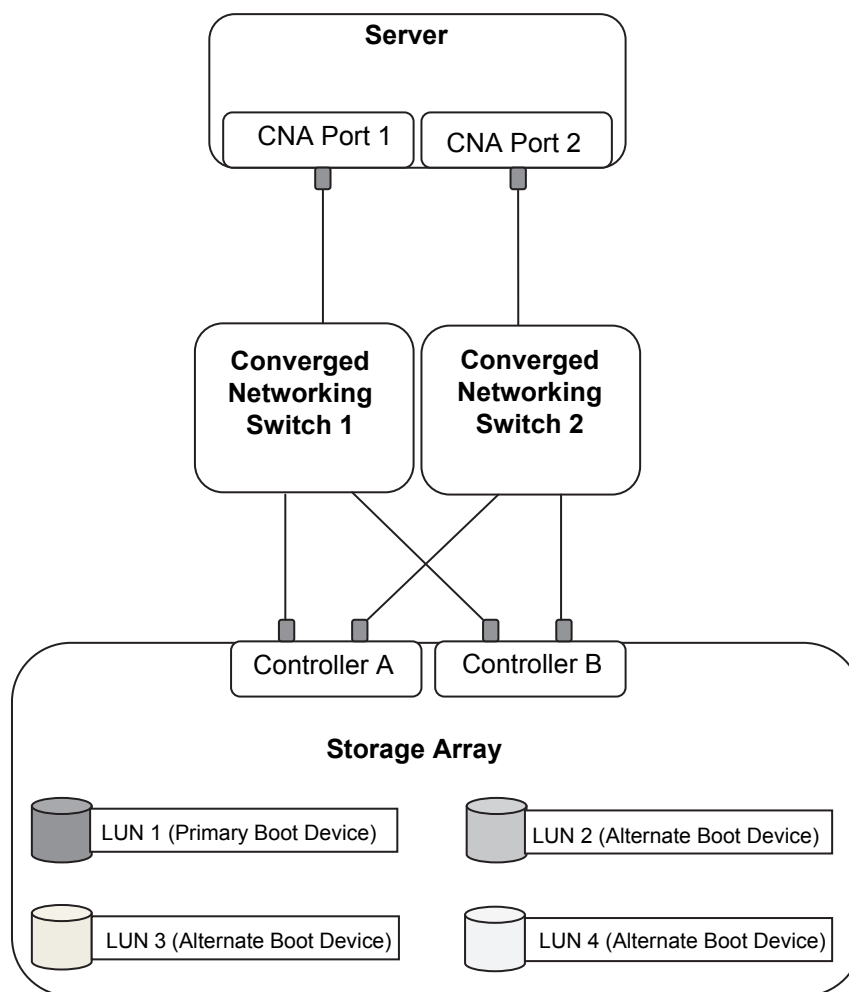 Server
CNA Port 1
CNA Port 2
Converged
Networking
Switch 1
Converged
Networking
Switch 2
Controller A
Controller B
Storage Array
LUN 1 (Primary Boot Device)
LUN 2 (Alternate Boot Device)
LUN 3 (Alternate Boot Device)
LUN 4 (Alternate Boot Device)